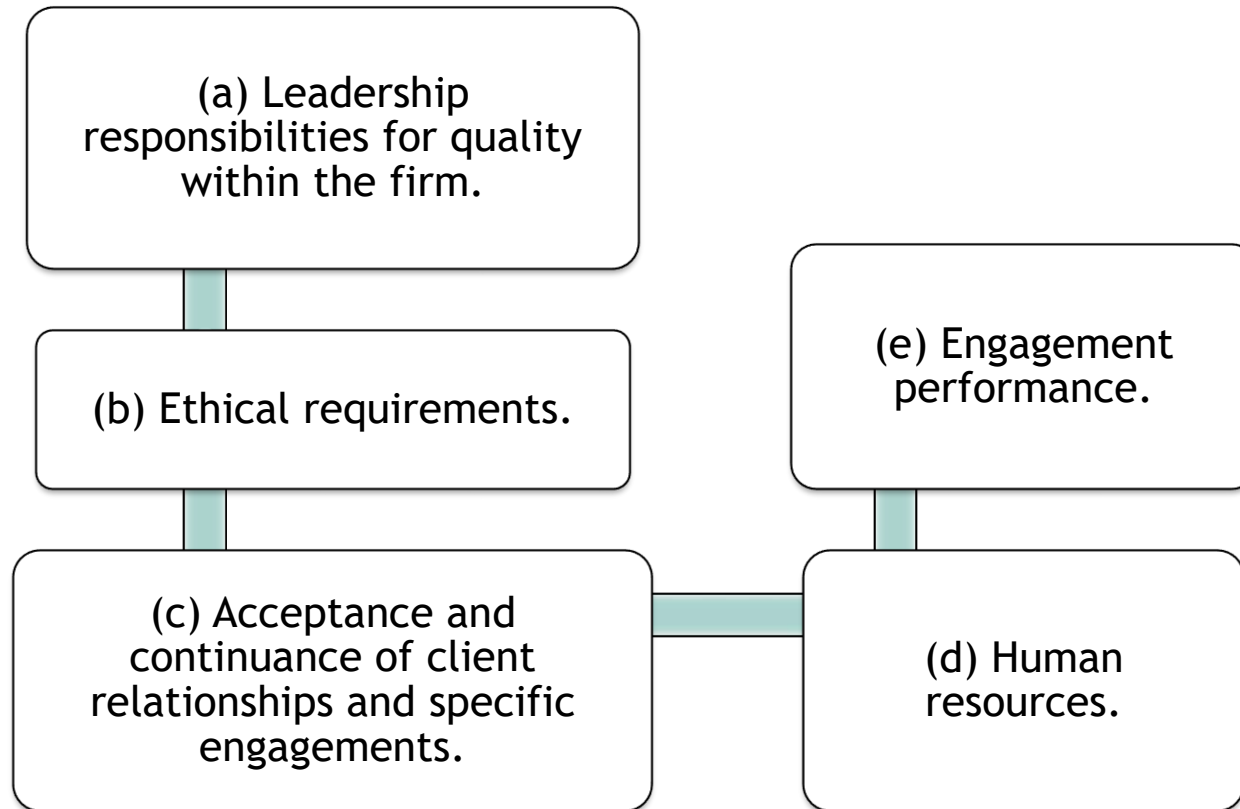 (a) Leadership
responsibilities for quality
within the firm.
(b) Ethical requirements.
(c) Acceptance and
continuance of client
relationships and specific
engagements.
(d) Human
resources.
(e) Engagement
performance.